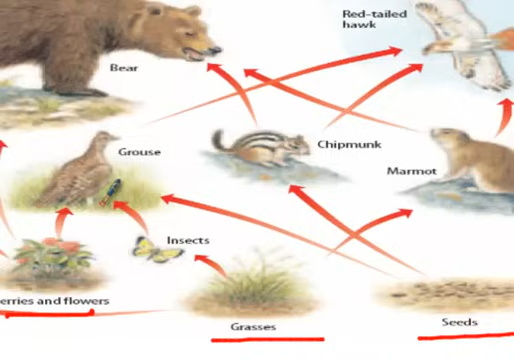 Red-tailed
hawk
Bear
Grouse
Chipmunk
Marmot
Insects
erries and flowers
Grasses
Seeds